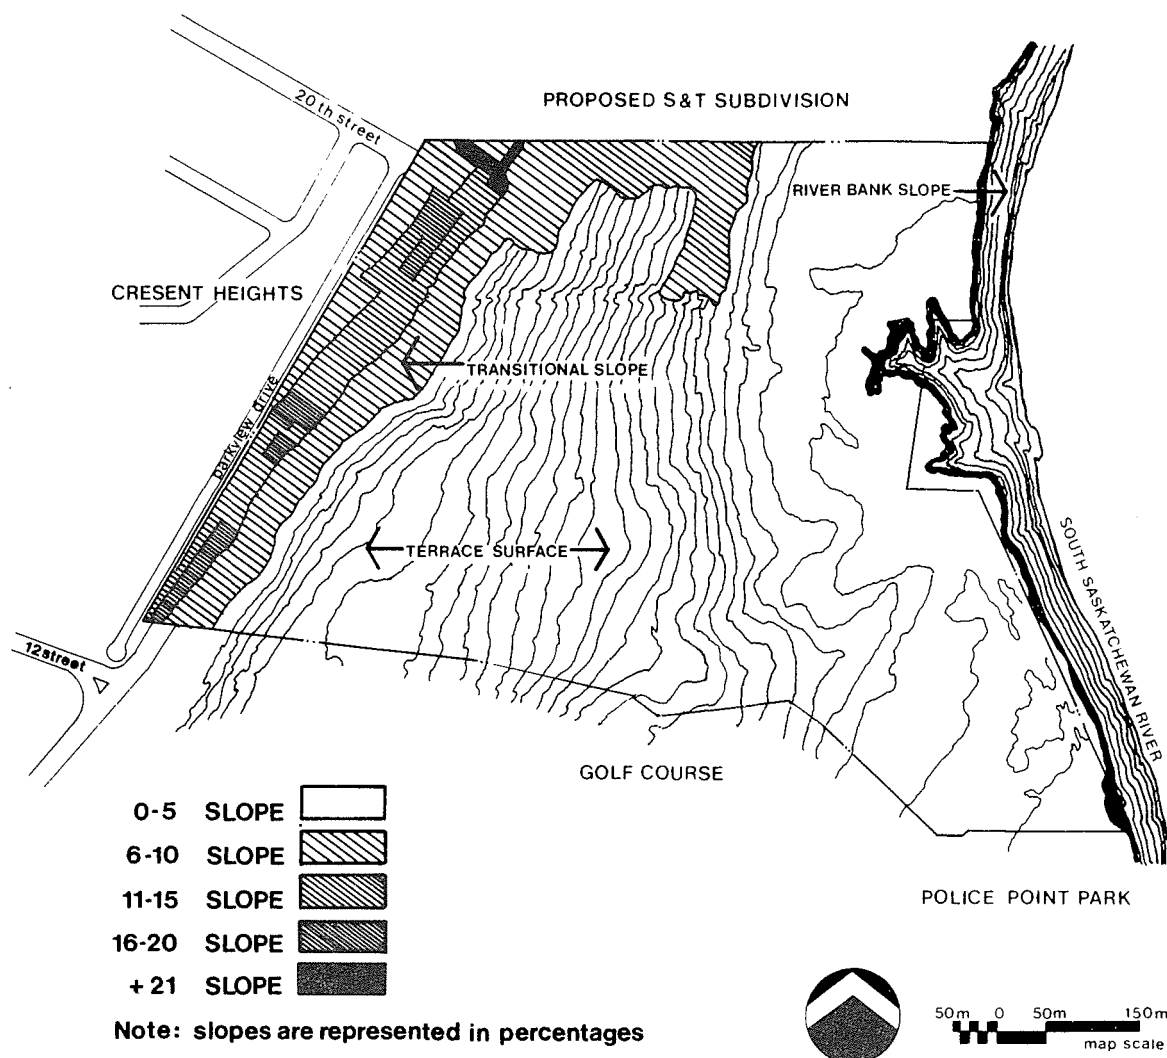 20th street
PROPOSED S&T SUBDIVISION
RIVER BANK SLOPE
CRESENT HEIGHTS
TRANSITIONAL SLOPE
parkview drive
TERRACE SURFACE
SOUTH SASKATCHEWAN RIVER
12street
GOLF COURSE
0-5 SLOPE
6-10 SLOPE
11-15 SLOPE
16-20 SLOPE
+21 SLOPE
POLICE POINT PARK
Note: slopes are represented in percentages
50m 0 50m 150m
map scale